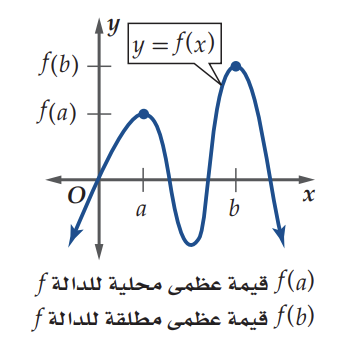 y
y = f(x)
f(b)
f(a)
O
a
b
x
f(a) قيمة عظمى محلية للدالة f
f(b) قيمة عظمى مطلقة للدالة f